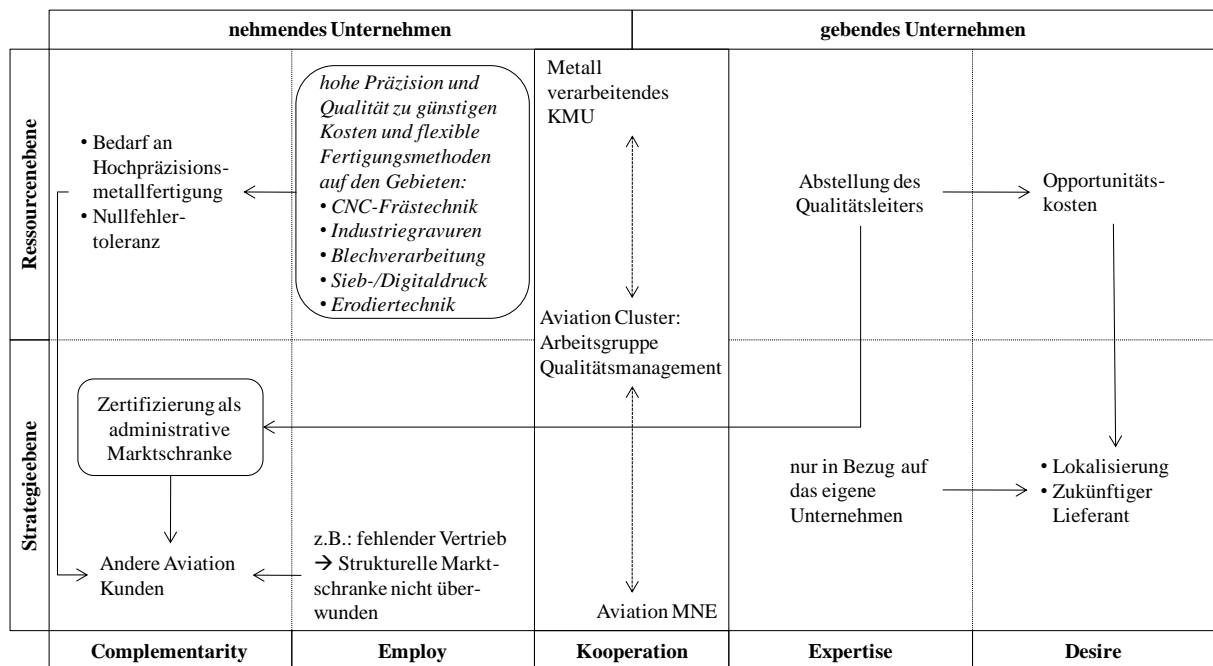 nehmendes Unternehmen
gebendes Unternehmen
Ressourcenebene
• Bedarf an
Hochpräzisions-
metallfertigung
• Nullfehler-
toleranz
hohe Präzision und
Qualität zu günstigen
Kosten und flexible
Fertigungsmethoden
auf den Gebieten:
• CNC-Frästechnik
• Industriegravuren
• Blechverarbeitung
• Sieb-/Digitaldruck
• Erodiertechnik
Metall
verarbeitendes
KMU
Aviation Cluster:
Arbeitsgruppe
Qualitätsmanagement
Abstellung des
Qualitätsleiters
Opportunitäts-
kosten
Strategieebene
Zertifizierung als
administrative
Marktschranke
Andere Aviation
Kunden
z.B.: fehlender Vertrieb
→ Strukturelle Markt-
schranke nicht über-
wunden
Aviation MNE
nur in Bezug auf
das eigene
Unternehmen
• Lokalisierung
• Zukünftiger
Lieferant
Complementarity
Employ
Kooperation
Expertise
Desire